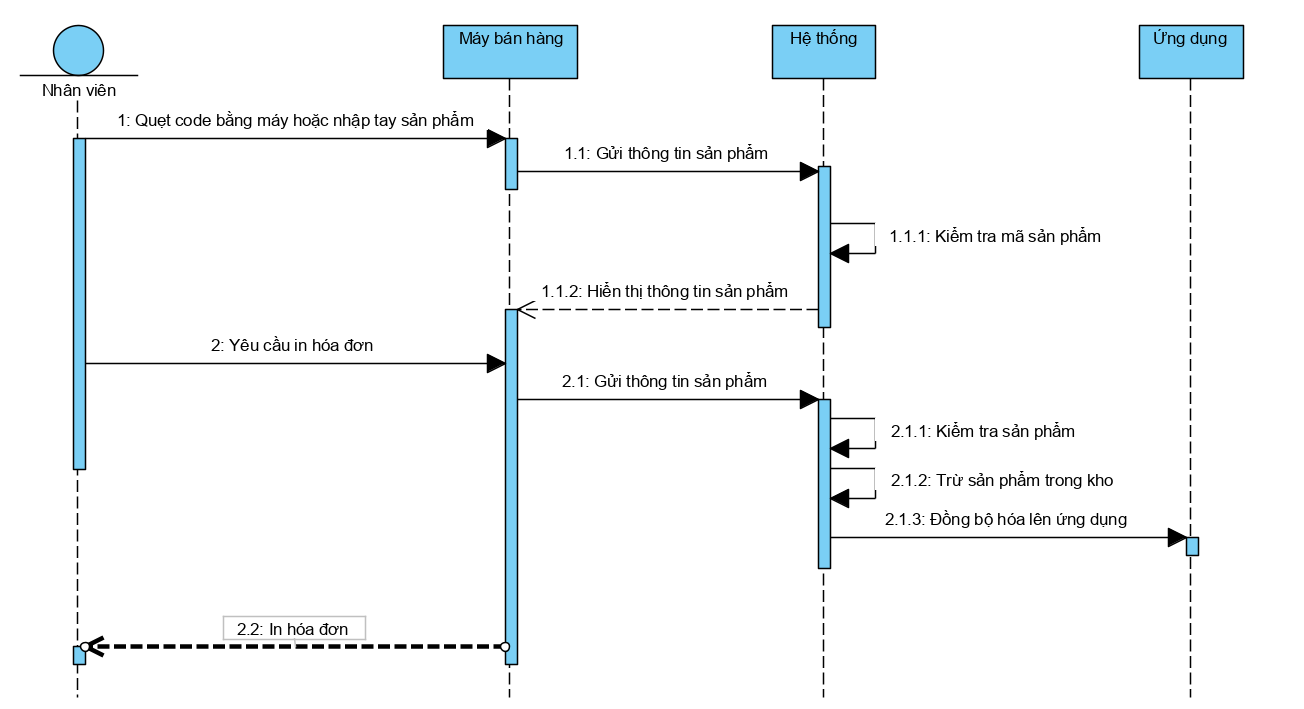 Nhân viên
Máy bán hàng
Hệ thống
Ứng dụng
1: Quẹt code bằng máy hoặc nhập tay sản phẩm
1.1: Gửi thông tin sản phẩm
1.1.1: Kiểm tra mã sản phẩm
1.1.2: Hiển thị thông tin sản phẩm
2: Yêu cầu in hóa đơn
2.1: Gửi thông tin sản phẩm
2.1.1: Kiểm tra sản phẩm
2.1.2: Trừ sản phẩm trong kho
2.1.3: Đồng bộ hóa lên ứng dụng
2.2: In hóa đơn